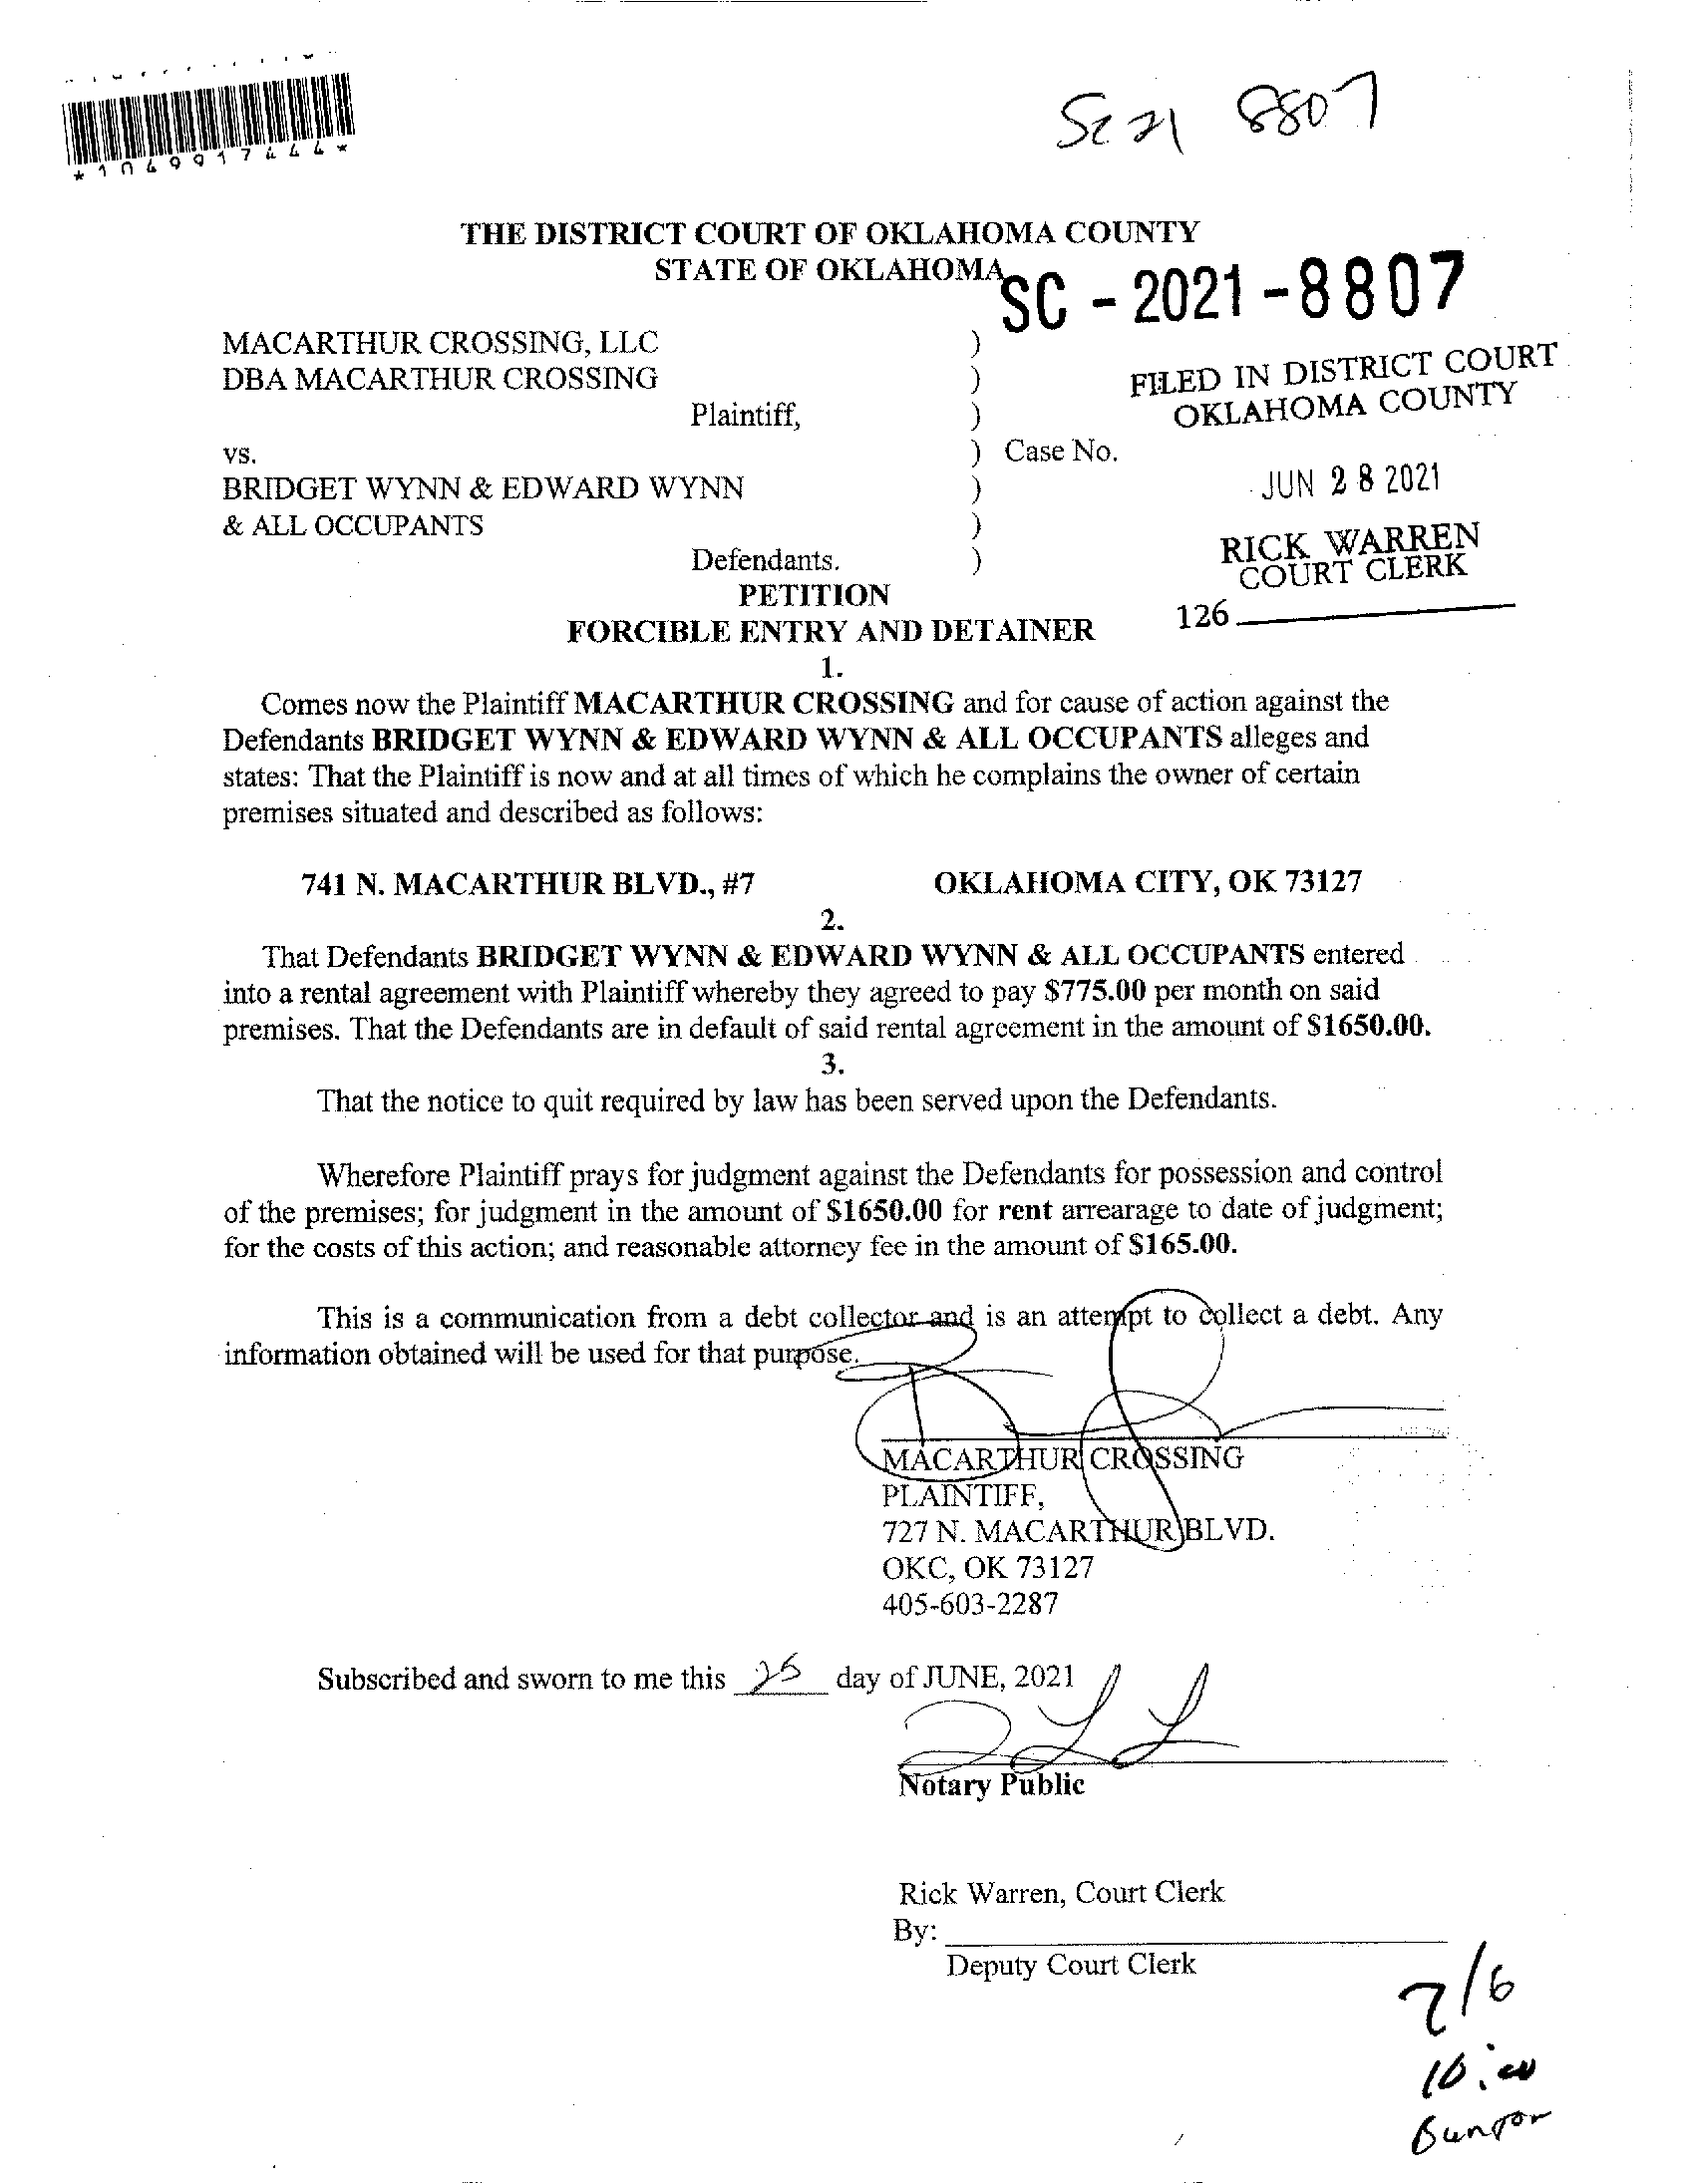 *1049917444*
SC 21 8807
THE DISTRICT COURT OF OKLAHOMA COUNTY
STATE OF OKLAHOMA
SC - 2021 - 8807
MACARTHUR CROSSING, LLC )
DBA MACARTHUR CROSSING )
FILED IN DISTRICT COURT
OKLAHOMA COUNTY
Plaintiff, )
vs. ) Case No.
BRIDGET WYNN & EDWARD WYNN )
JUN 28 2021
& ALL OCCUPANTS )
RICK WARREN
COURT CLERK
Defendants. )
PETITION
126
FORCIBLE ENTRY AND DETAINER
1.
Comes now the Plaintiff MACARTHUR CROSSING and for cause of action against the
Defendants BRIDGET WYNN & EDWARD WYNN & ALL OCCUPANTS alleges and
states: That the Plaintiff is now and at all times of which he complains the owner of certain
premises situated and described as follows:
741 N. MACARTHUR BLVD., #7 OKLAHOMA CITY, OK 73127
2.
That Defendants BRIDGET WYNN & EDWARD WYNN & ALL OCCUPANTS entered
into a rental agreement with Plaintiff whereby they agreed to pay $775.00 per month on said
premises. That the Defendants are in default of said rental agreement in the amount of $1650.00.
3.
That the notice to quit required by law has been served upon the Defendants.
Wherefore Plaintiff prays for judgment against the Defendants for possession and control
of the premises; for judgment in the amount of $1650.00 for rent arrearage to date of judgment;
for the costs of this action; and reasonable attorney fee in the amount of $165.00.
This is a communication from a debt collector and is an attempt to collect a debt. Any
information obtained will be used for that purpose.
MACARTHUR CROSSING
PLAINTIFF,
727 N. MACARTHUR BLVD.
OKC, OK 73127
405-603-2287
Subscribed and sworn to me this 25 day of JUNE, 2021
Notary Public
Rick Warren, Court Clerk
By:
Deputy Court Clerk
7/6
10:00